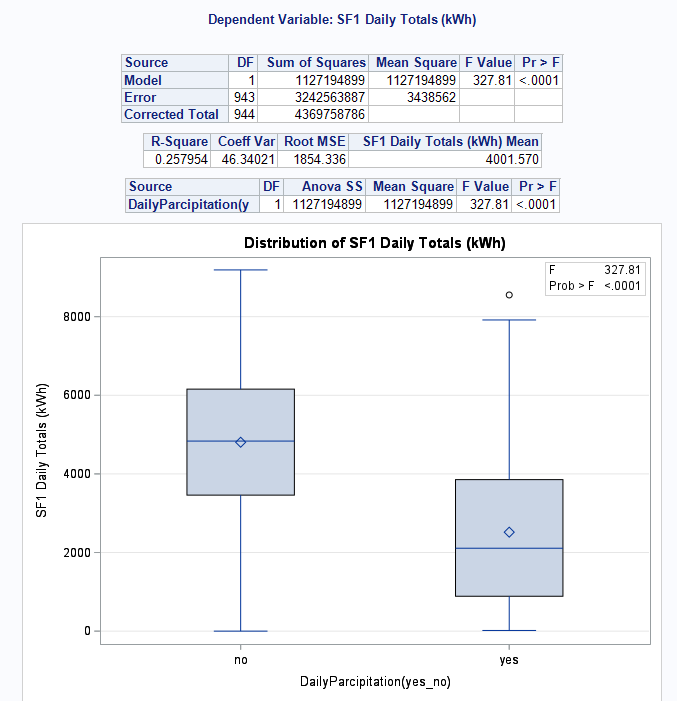 Dependent Variable: SF1 Daily Totals (kWh)
Source DF Sum of Squares Mean Square F Value Pr > F
Model 1 1127194899 1127194899 327.81 <.0001
Error 943 3242563887 3438562
Corrected Total 944 4369758786
R-Square Coeff Var Root MSE SF1 Daily Totals (kWh) Mean
0.257954 46.34021 1854.336 4001.570
Source DF Anova SS Mean Square F Value Pr > F
DailyParcipitation(y 1 1127194899 1127194899 327.81 <.0001
Distribution of SF1 Daily Totals (kWh)
F 327.81
Prob > F <.0001
SF1 Daily Totals (kWh)
8000
6000
4000
2000
0
no yes
DailyParcipitation(yes_no)